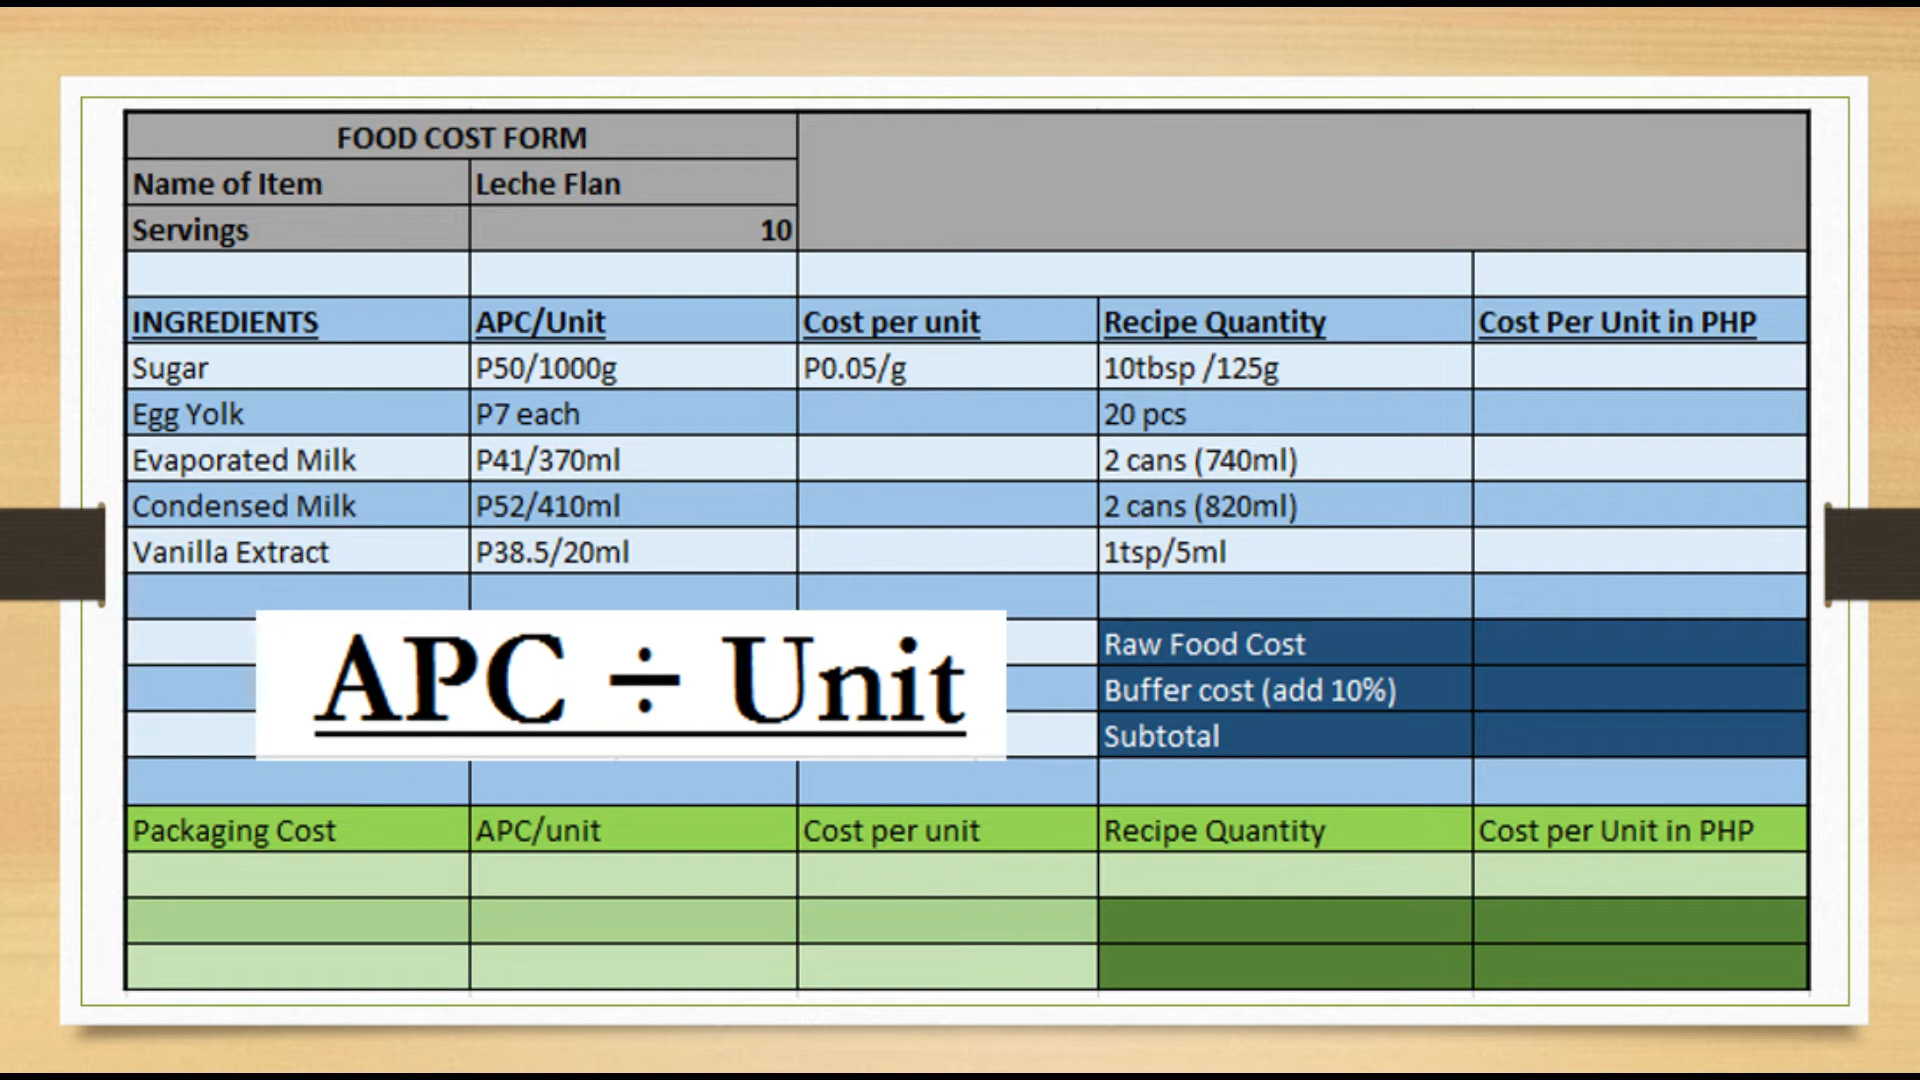 FOOD COST FORM
Name of Item Leche Flan
Servings 10
INGREDIENTS APC/Unit Cost per unit Recipe Quantity Cost Per Unit in PHP
Sugar P50/1000g P0.05/g 10tbsp /125g
Egg Yolk P7 each 20 pcs
Evaporated Milk P41/370ml 2 cans (740ml)
Condensed Milk P52/410ml 2 cans (820ml)
Vanilla Extract P38.5/20ml 1tsp/5ml
APC ÷ Unit
Raw Food Cost
Buffer cost (add 10%)
Subtotal
Packaging Cost APC/unit Cost per unit Recipe Quantity Cost per Unit in PHP